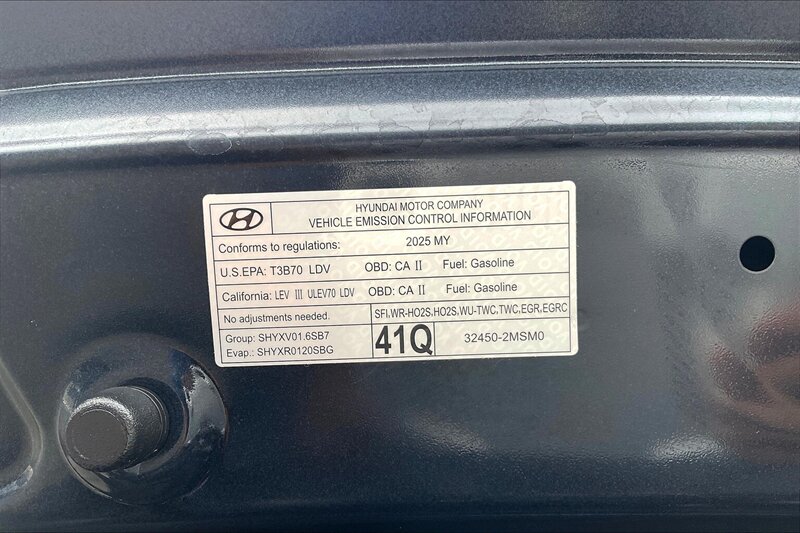 HYUNDAI MOTOR COMPANY
VEHICLE EMISSION CONTROL INFORMATION
Conforms to regulations: 2025 MY
U.S.EPA: T3B70 LDV OBD: CA II Fuel: Gasoline
California: LEV III ULEV70 LDV OBD: CA II Fuel: Gasoline
No adjustments needed. SFI,WR-HO2S,HO2S,WU-TWC,TWC,EGR,EGRC
Group: SHYXV01.6SB7
Evap.: SHYXR0120SBG
41Q
32450-2MSM0